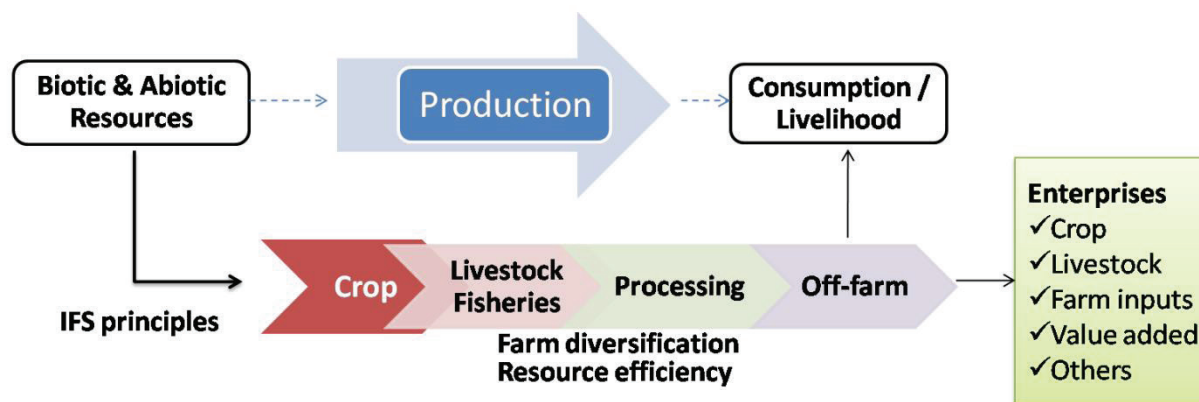 Biotic & Abiotic
Resources
Production
Consumption /
Livelihood
IFS principles
Crop
Livestock
Fisheries
Processing
Off-farm
Farm diversification
Resource efficiency
Enterprises
✓Crop
✓Livestock
✓Farm inputs
✓Value added
✓Others